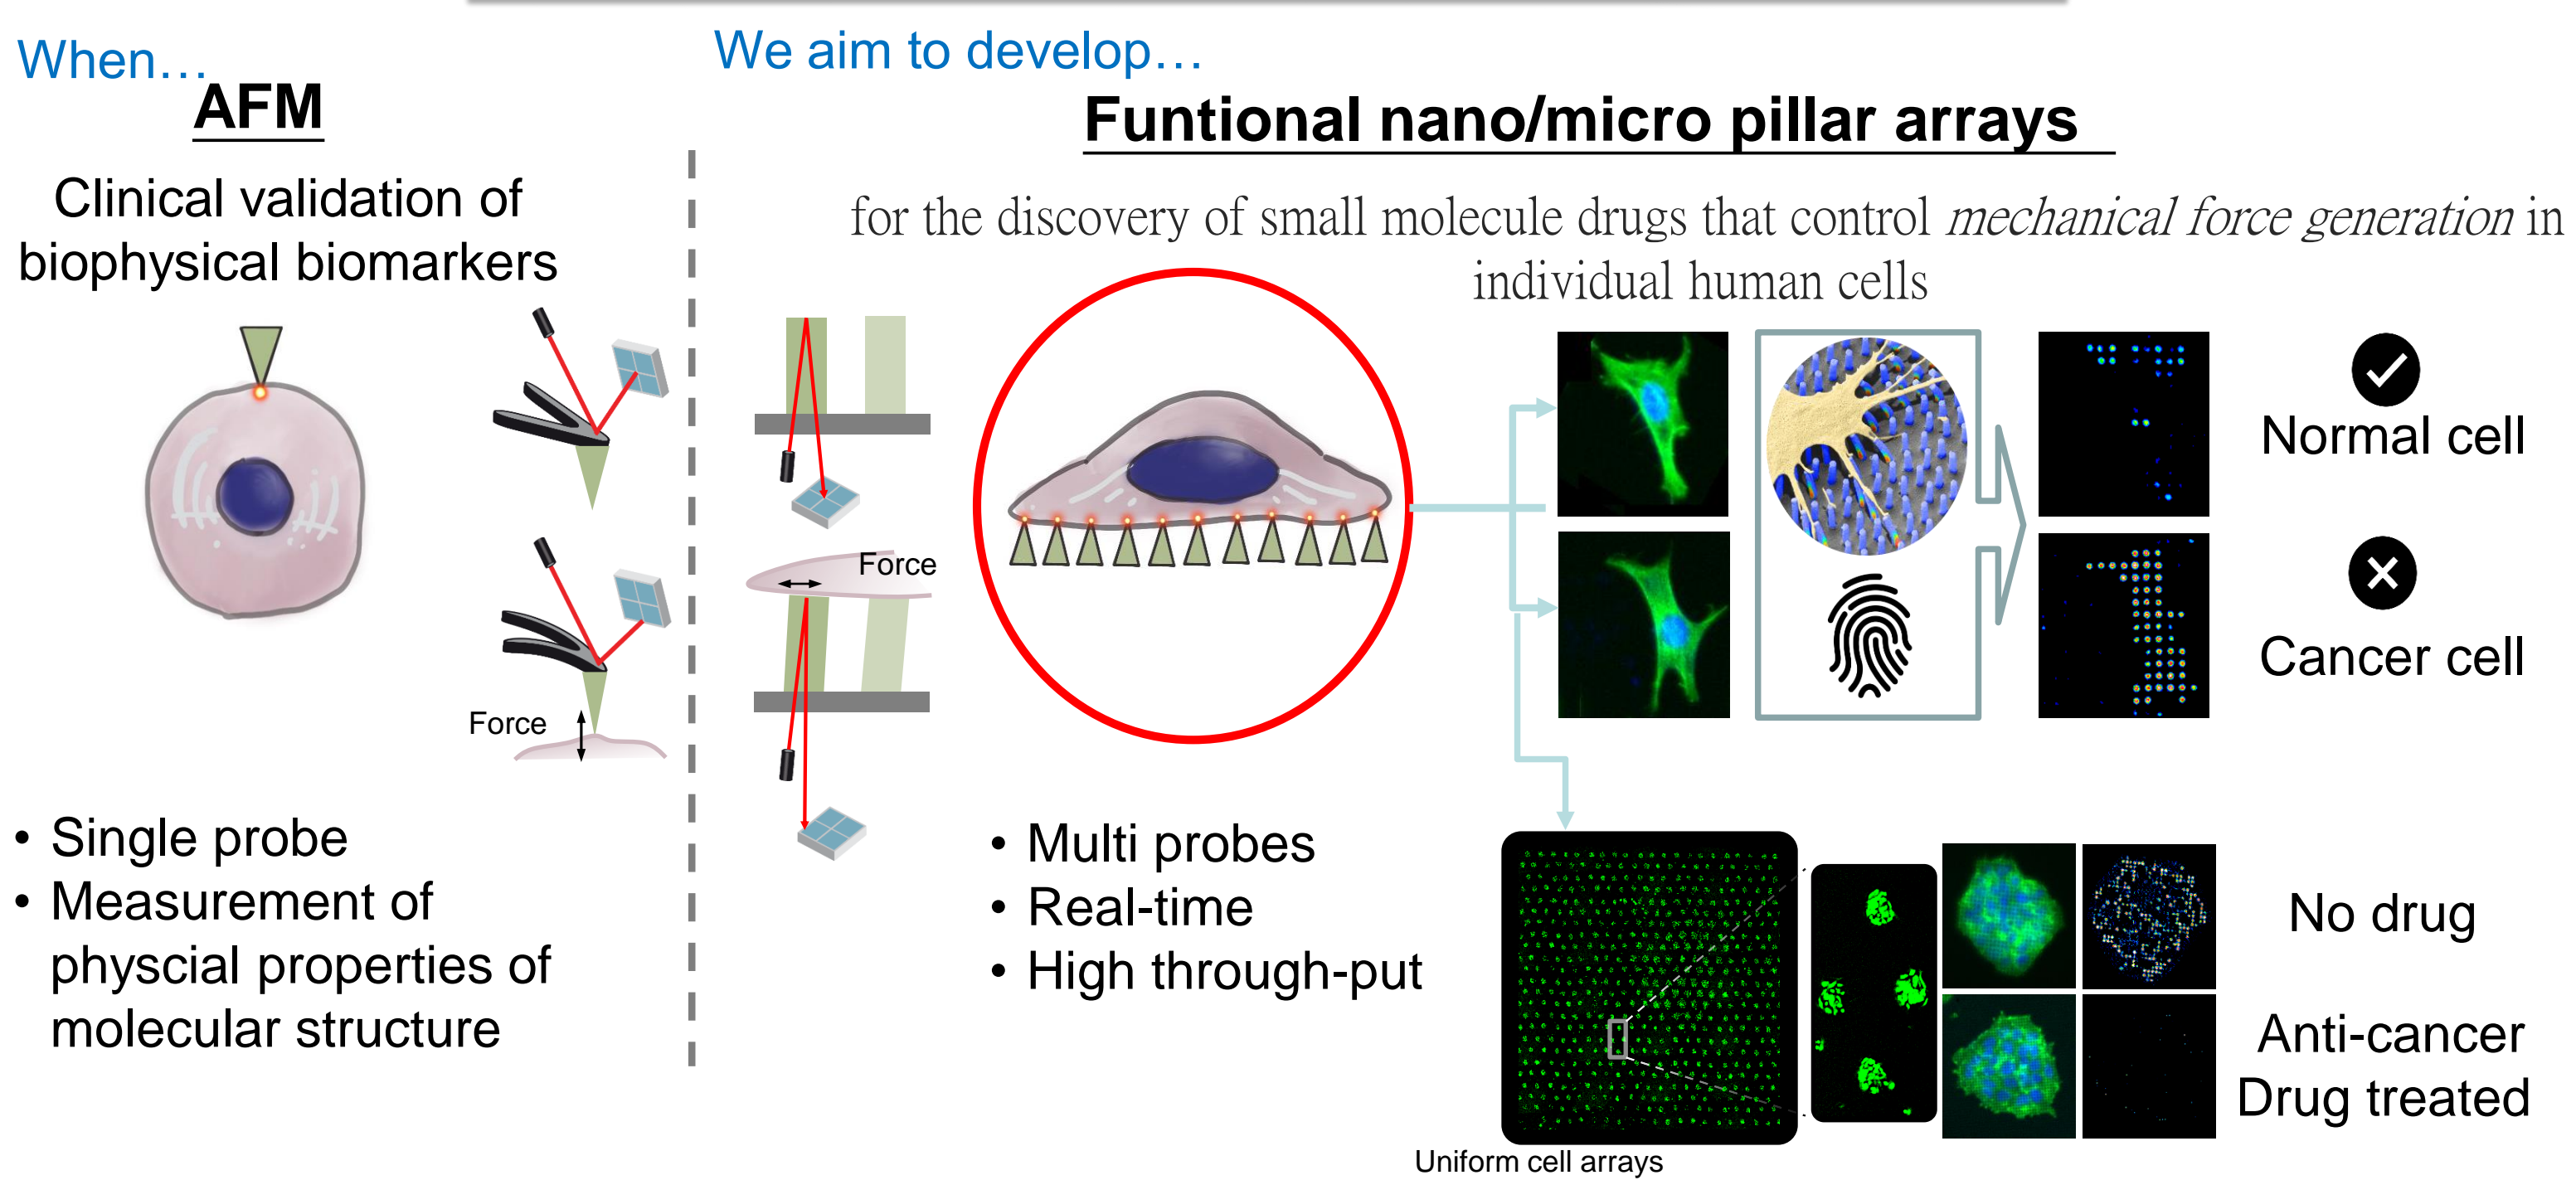 When…
AFM
Clinical validation of
biophysical biomarkers
Force
• Single probe
• Measurement of
physcial properties of
molecular structure
We aim to develop…
Funtional nano/micro pillar arrays
for the discovery of small molecule drugs that control mechanical force generation in
individual human cells
Force
• Multi probes
• Real-time
• High through-put
Normal cell
Cancer cell
Uniform cell arrays
No drug
Anti-cancer
Drug treated